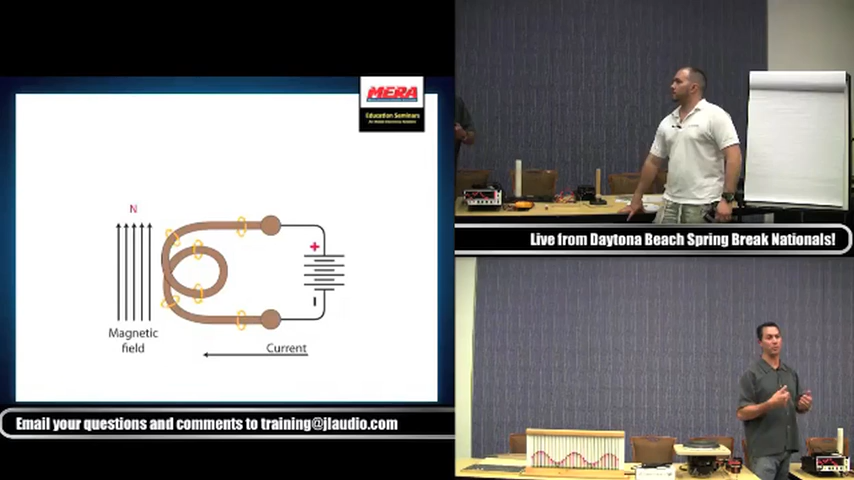 MERA
Education Seminars
N
+
-
Magnetic
field
Current
Email your questions and comments to training@jlaudio.com
Live from Daytona Beach Spring Break Nationals!